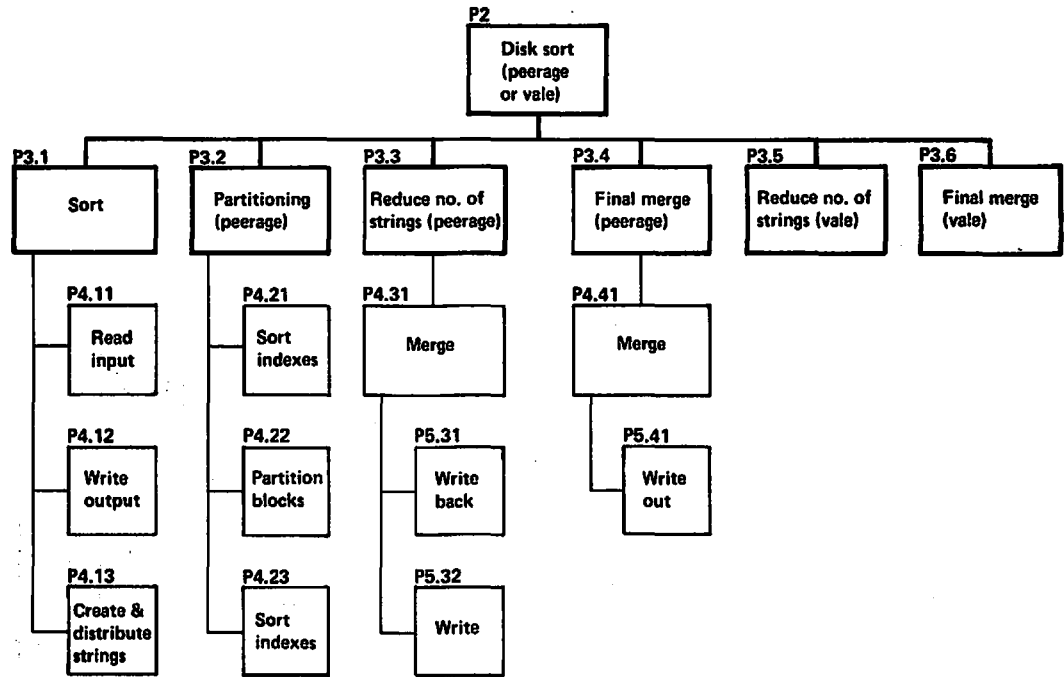 P2
Disk sort
(peerage
or vale)
P3.1
Sort
P3.2
Partitioning
(peerage)
P3.3
Reduce no. of
strings (peerage)
P3.4
Final merge
(peerage)
P3.5
Reduce no. of
strings (vale)
P3.6
Final merge
(vale)
P4.11
Read
input
P4.21
Sort
indexes
P4.31
Merge
P4.41
Merge
P4.12
Write
output
P4.22
Partition
blocks
P5.31
Write
back
P5.41
Write
out
P4.13
Create &
distribute
strings
P4.23
Sort
indexes
P5.32
Write